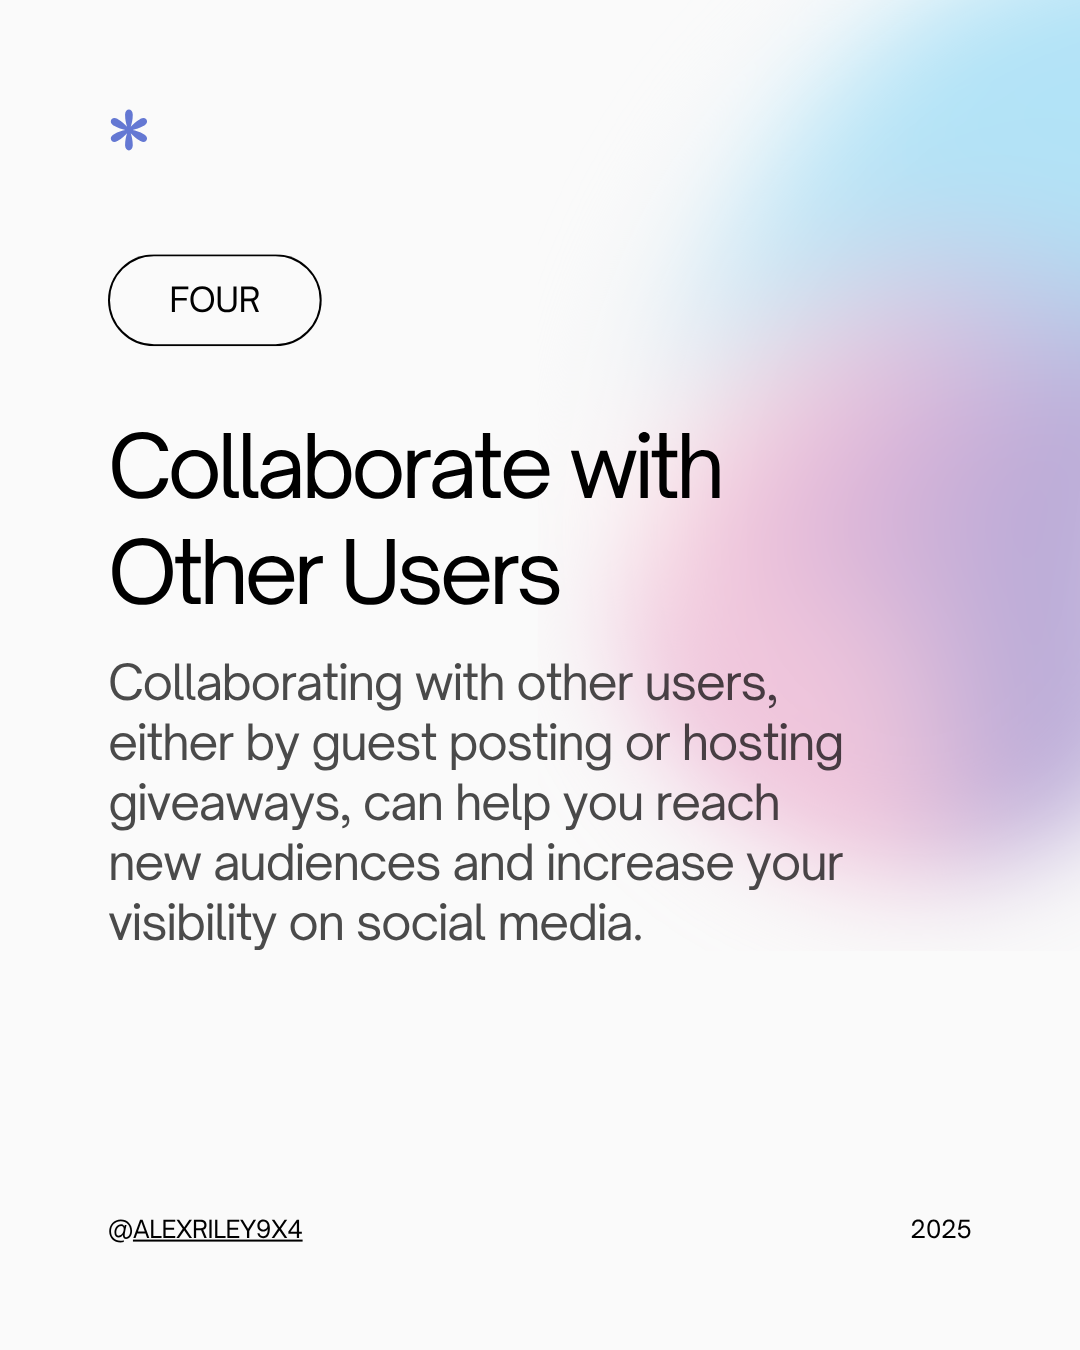 *
FOUR
Collaborate with
Other Users
Collaborating with other users,
either by guest posting or hosting
giveaways, can help you reach
new audiences and increase your
visibility on social media.
@ALEXRILEY9X4
2025